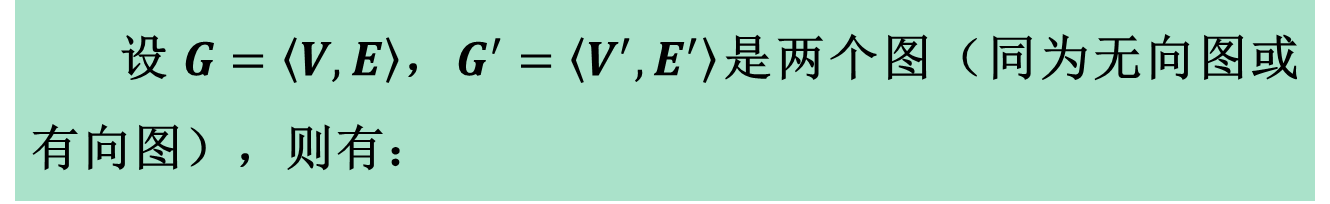 设 G = ⟨V, E⟩，G′ = ⟨V′, E′⟩是两个图（同为无向图或
有向图），则有：